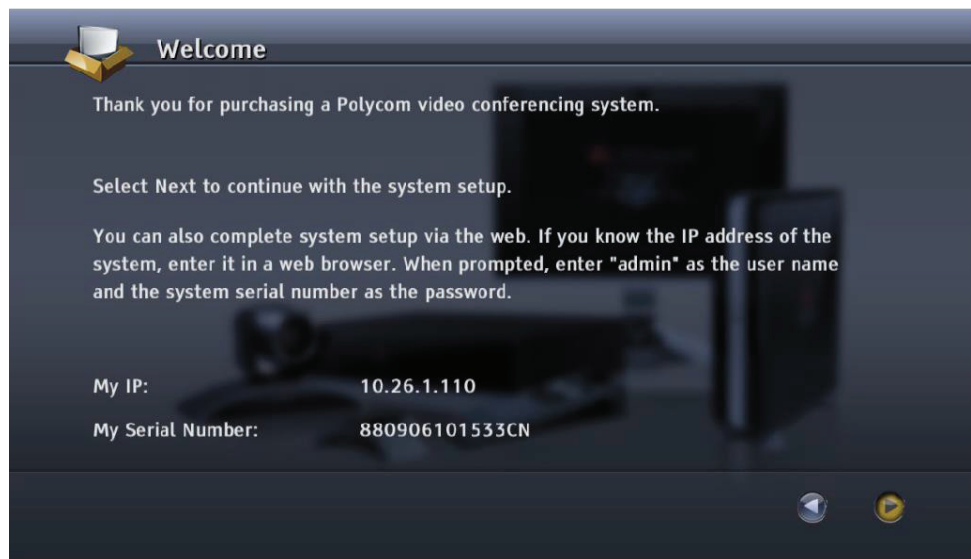 Welcome
Thank you for purchasing a Polycom video conferencing system.
Select Next to continue with the system setup.
You can also complete system setup via the web. If you know the IP address of the
system, enter it in a web browser. When prompted, enter "admin" as the user name
and the system serial number as the password.
My IP: 10.26.1.110
My Serial Number: 880906101533CN